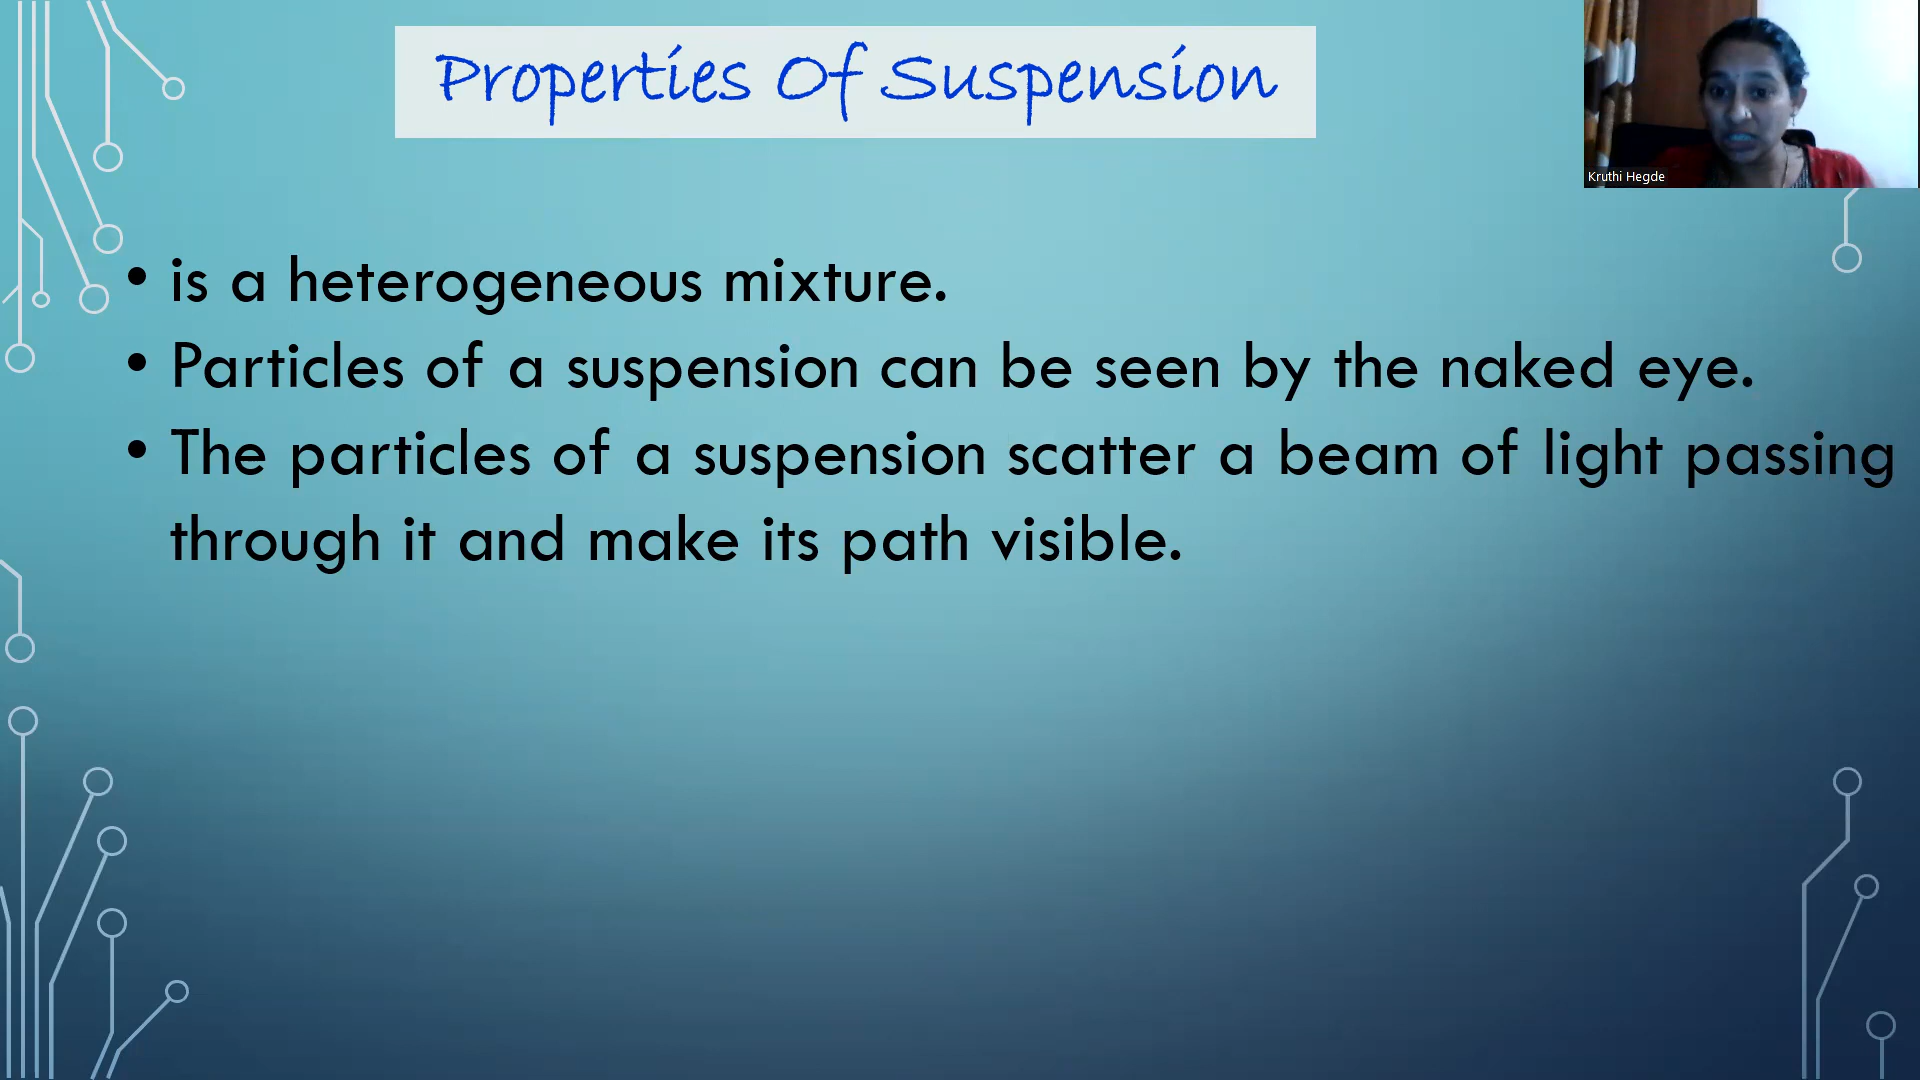 Properties Of Suspension
Kruthi Hegde
• is a heterogeneous mixture.
• Particles of a suspension can be seen by the naked eye.
• The particles of a suspension scatter a beam of light passing
through it and make its path visible.